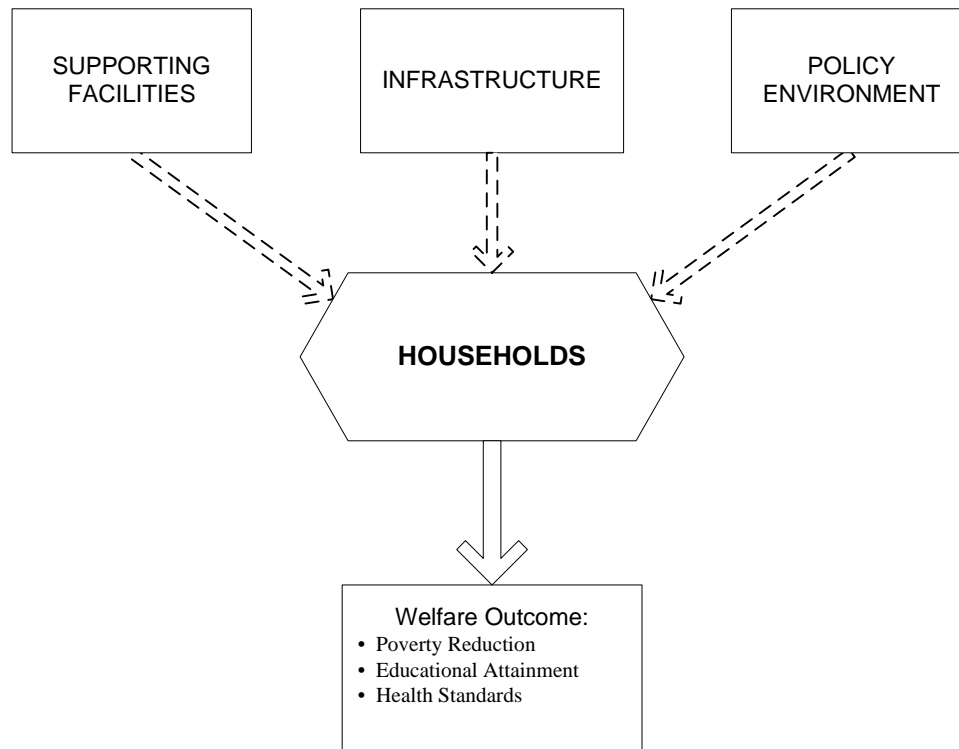 SUPPORTING
FACILITIES
INFRASTRUCTURE
POLICY
ENVIRONMENT
HOUSEHOLDS
Welfare Outcome:
• Poverty Reduction
• Educational Attainment
• Health Standards